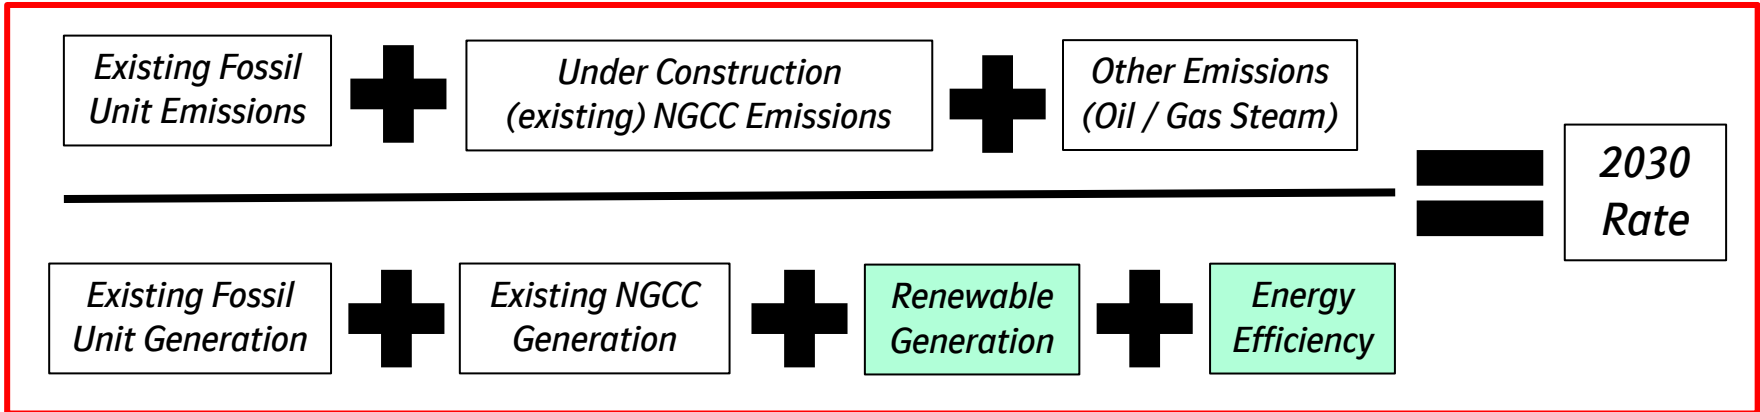 Existing Fossil
Unit Emissions
Under Construction
(existing) NGCC Emissions
Other Emissions
(Oil / Gas Steam)
2030
Rate
Existing Fossil
Unit Generation
Existing NGCC
Generation
Renewable
Generation
Energy
Efficiency